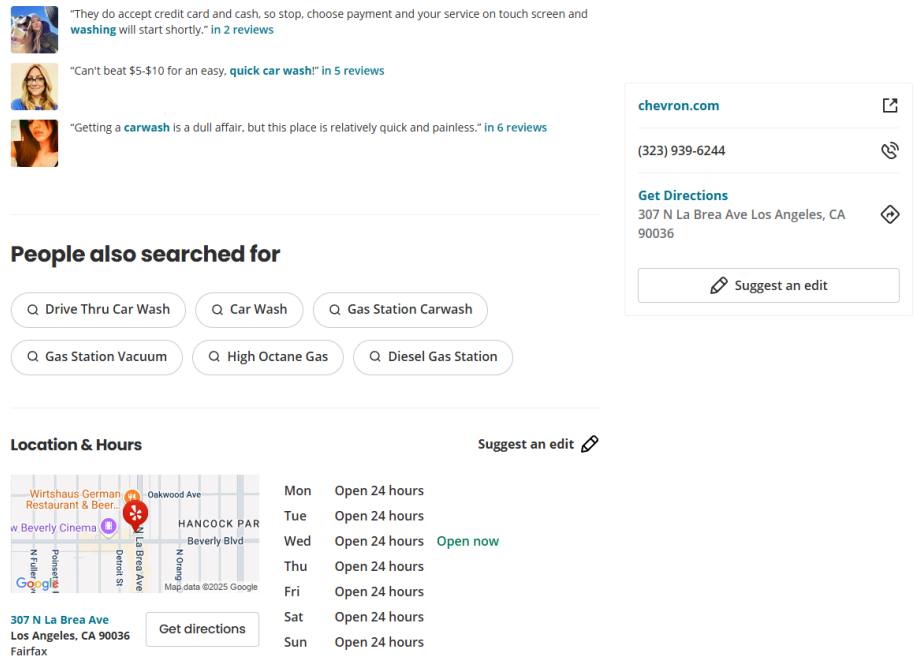 “They do accept credit card and cash, so stop, choose payment and your service on touch screen and
washing will start shortly.” in 2 reviews
“Can't beat $5-$10 for an easy, quick car wash!” in 5 reviews
“Getting a carwash is a dull affair, but this place is relatively quick and painless.” in 6 reviews
chevron.com
(323) 939-6244
Get Directions
307 N La Brea Ave Los Angeles, CA
90036
Suggest an edit
People also searched for
Drive Thru Car Wash
Car Wash
Gas Station Carwash
Gas Station Vacuum
High Octane Gas
Diesel Gas Station
Location & Hours
Suggest an edit
Wirtshaus German
Restaurant & Beer...
Oakwood Ave
w Beverly Cinema
HANCOCK PAR
Beverly Blvd
N Fuller
Poinset
Detroit St
N La Brea Ave
N Orang
Google
Map data ©2025 Google
307 N La Brea Ave
Los Angeles, CA 90036
Fairfax
Get directions
Mon Open 24 hours
Tue Open 24 hours
Wed Open 24 hours Open now
Thu Open 24 hours
Fri Open 24 hours
Sat Open 24 hours
Sun Open 24 hours